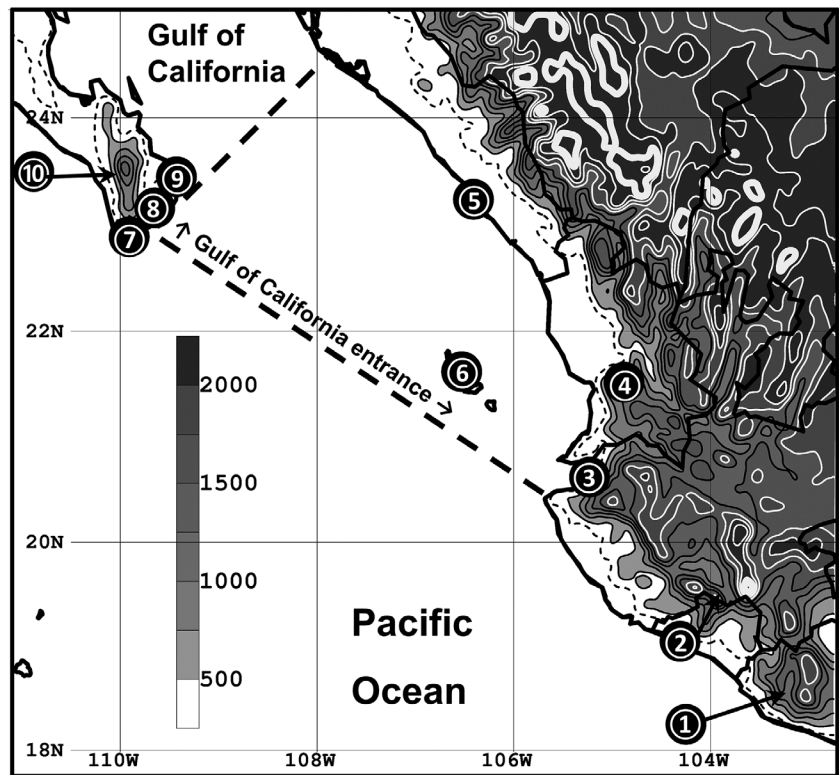 Gulf of
California
24N
10
9
8
7
↑ Gulf of California entrance →
5
22N
6
4
2000
1500
1000
500
3
20N
Pacific
Ocean
2
1
18N
110W
108W
106W
104W